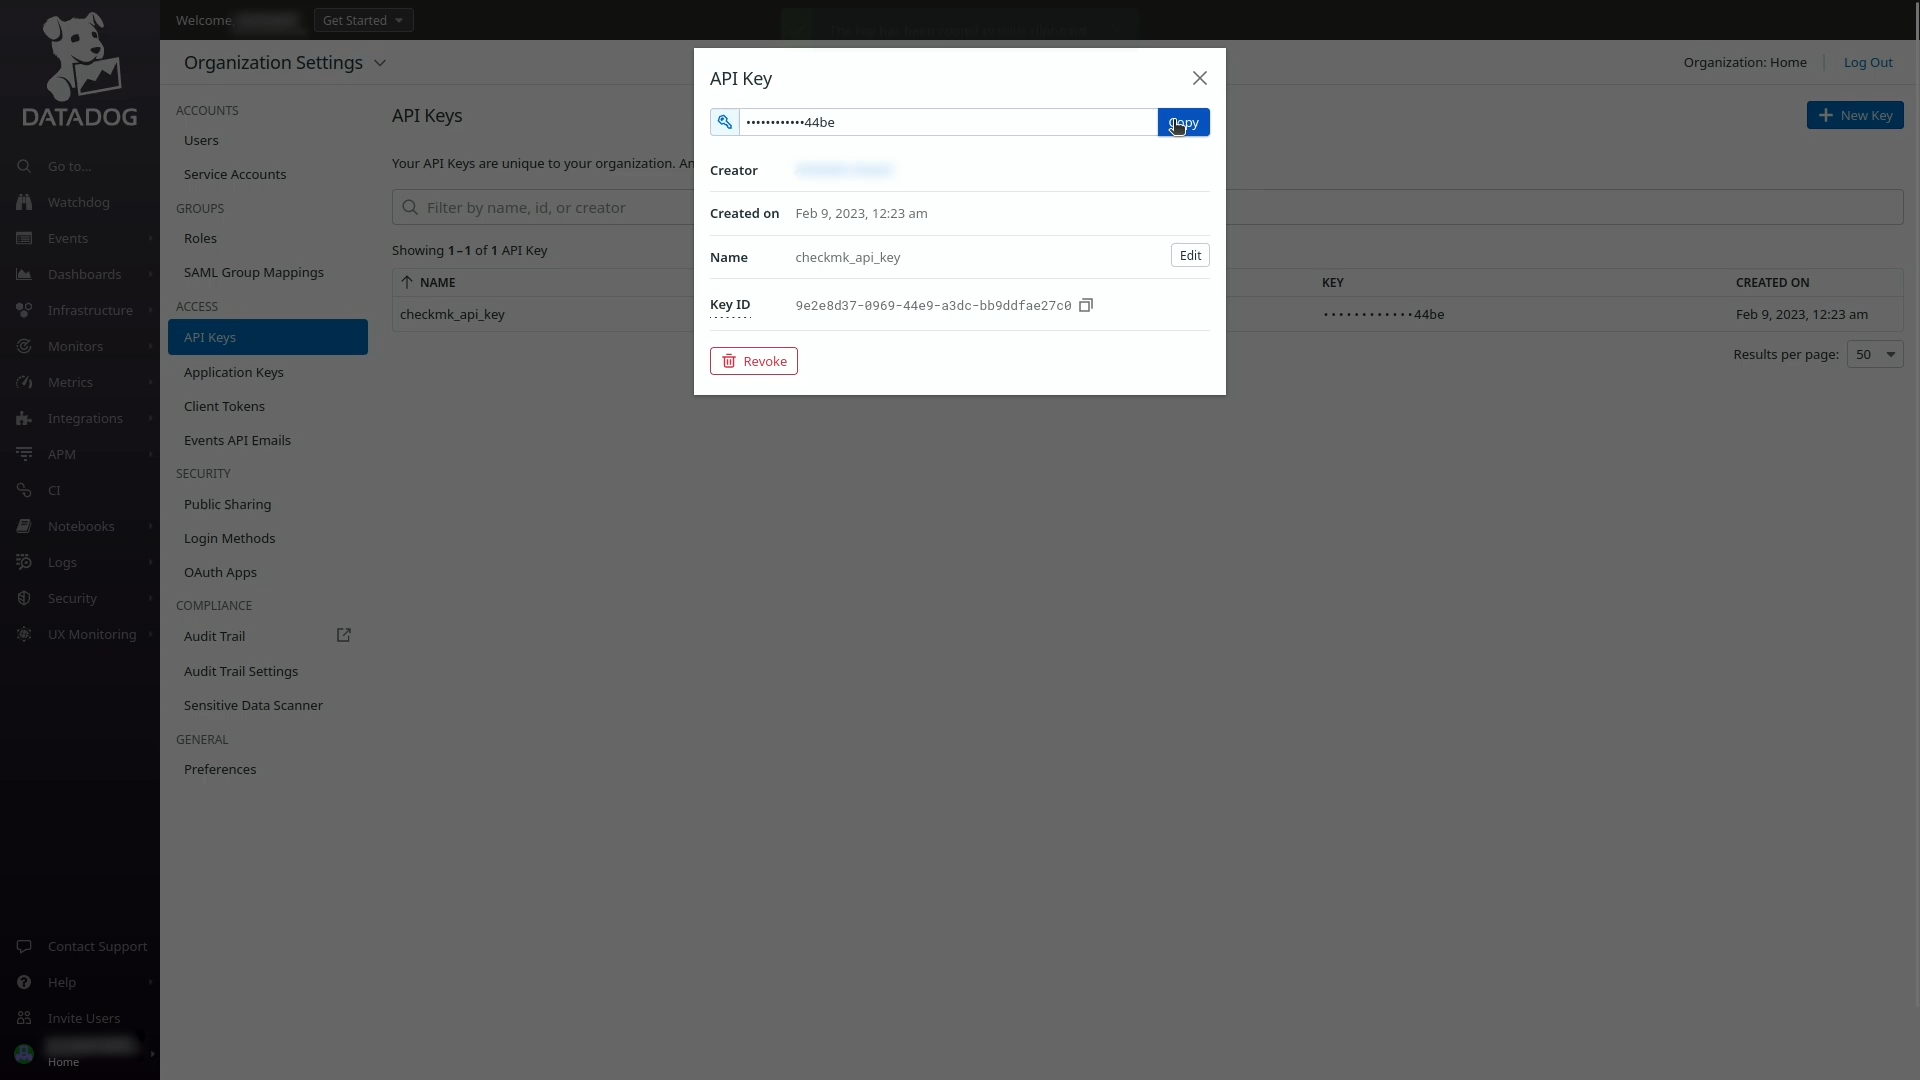 DATADOG
Go to...
Watchdog
Events
Dashboards
Infrastructure
Monitors
Metrics
Integrations
APM
CI
Notebooks
Logs
Security
UX Monitoring
Contact Support
Help
Invite Users
Home
Welcome
Get Started
Organization Settings
Organization: Home
Log Out
ACCOUNTS
Users
Service Accounts
GROUPS
Roles
SAML Group Mappings
ACCESS
API Keys
Application Keys
Client Tokens
Events API Emails
SECURITY
Public Sharing
Login Methods
OAuth Apps
COMPLIANCE
Audit Trail
Audit Trail Settings
Sensitive Data Scanner
GENERAL
Preferences
API Keys
New Key
Your API Keys are unique to your organization. An
Filter by name, id, or creator
Showing 1–1 of 1 API Key
NAME KEY CREATED ON
checkmk_api_key ••••••••••••44be Feb 9, 2023, 12:23 am
Results per page: 50
API Key
••••••••••••44be
Copy
Creator
Created on Feb 9, 2023, 12:23 am
Name checkmk_api_key Edit
Key ID 9e2e8d37-0969-44e9-a3dc-bb9ddfae27c0
Revoke